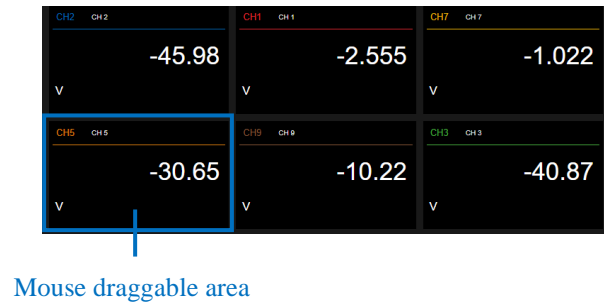 CH2 CH 2 CH1 CH 1 CH7 CH 7
-45.98 -2.555 -1.022
V V V
CH5 CH 5 CH9 CH 9 CH3 CH 3
-30.65 -10.22 -40.87
V V V
Mouse draggable area